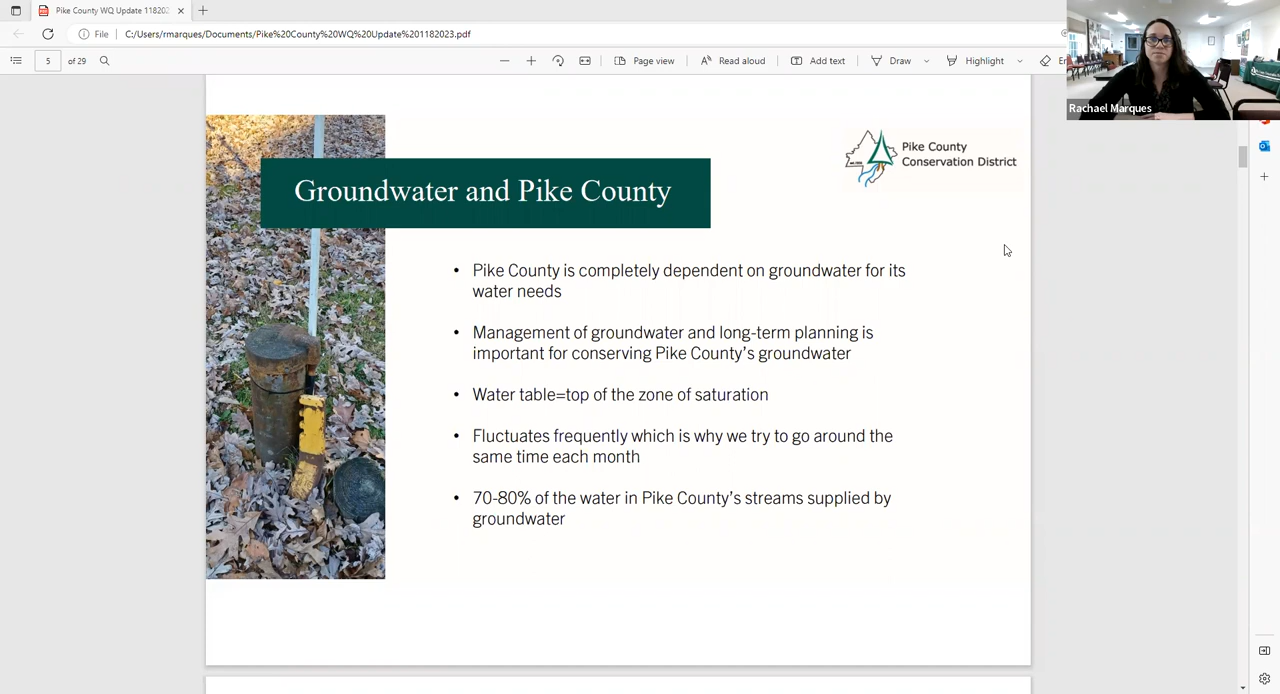 Pike County WQ Update 118202
File
C:/Users/rmarques/Documents/Pike%20County%20WQ%20Update%201182023.pdf
5
of 29
Page view
Read aloud
Add text
Draw
Highlight
Rachael Marques
Groundwater and Pike County
Pike County
Conservation District
• Pike County is completely dependent on groundwater for its
water needs
• Management of groundwater and long-term planning is
important for conserving Pike County's groundwater
• Water table=top of the zone of saturation
• Fluctuates frequently which is why we try to go around the
same time each month
• 70-80% of the water in Pike County's streams supplied by
groundwater